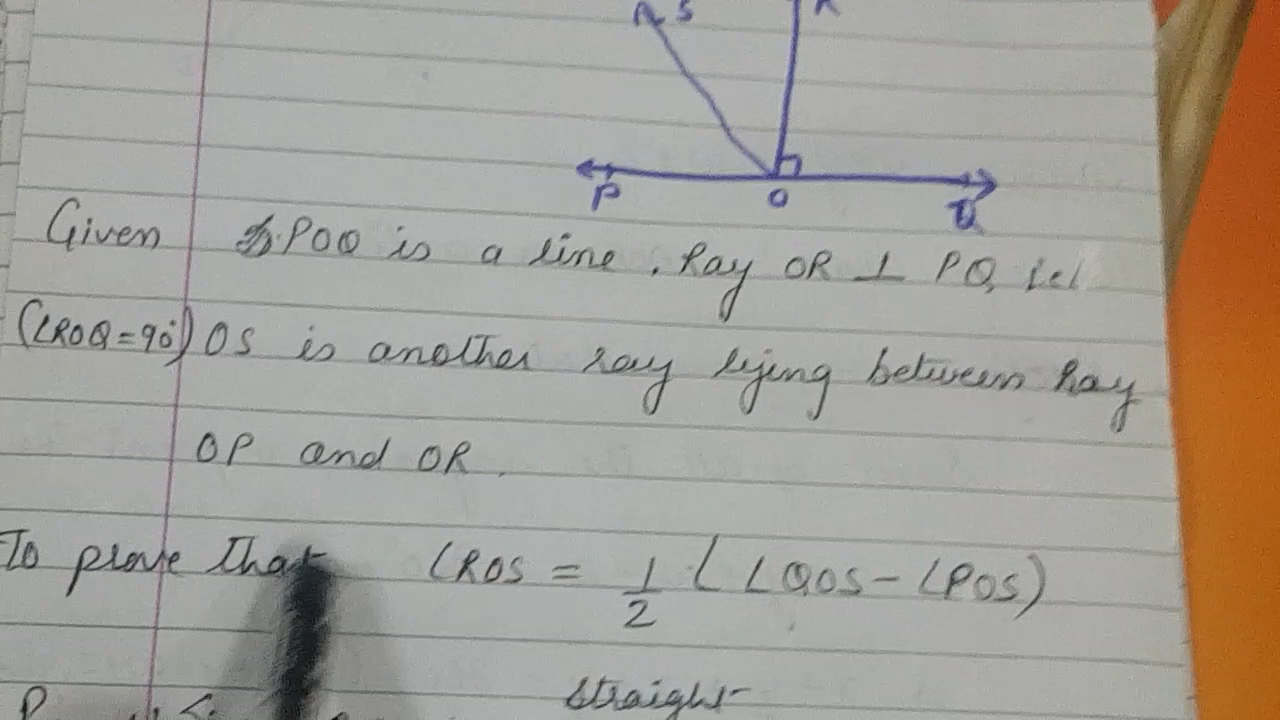 S R
P O Q
Given POQ is a line. Ray OR ⊥ PQ, i.e
(∠ROQ = 90°) OS is another ray lying between Ray
OP and OR.
To prove that ∠ROS = 1/2 (∠QOS - ∠POS)
straight